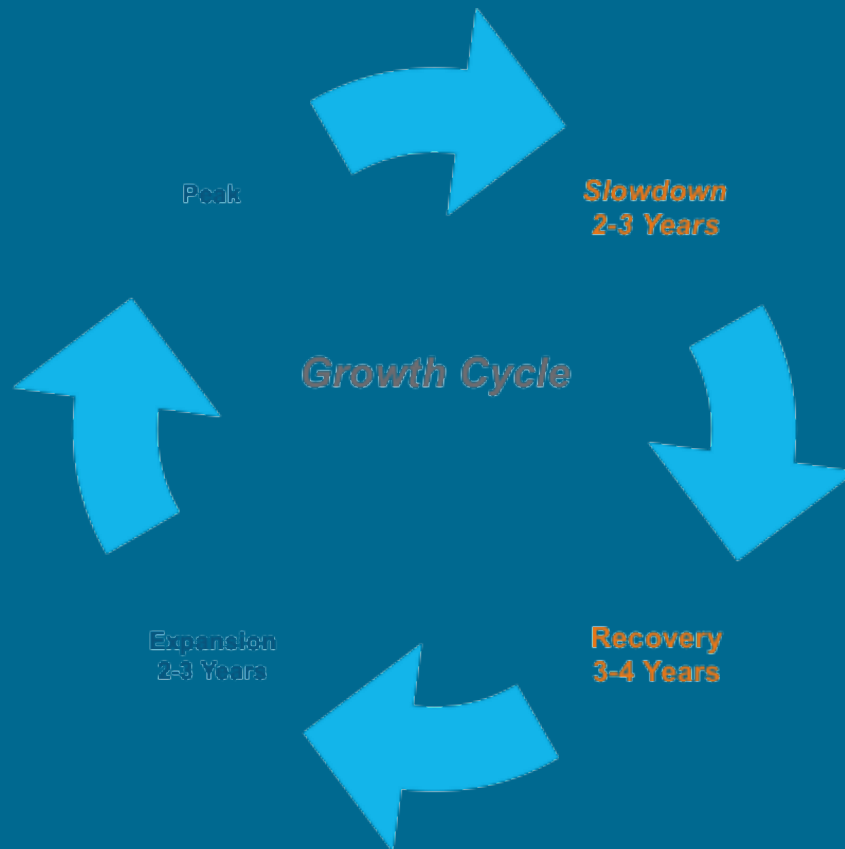 Peak
Slowdown
2-3 Years
Growth Cycle
Expansion
2-3 Years
Recovery
3-4 Years